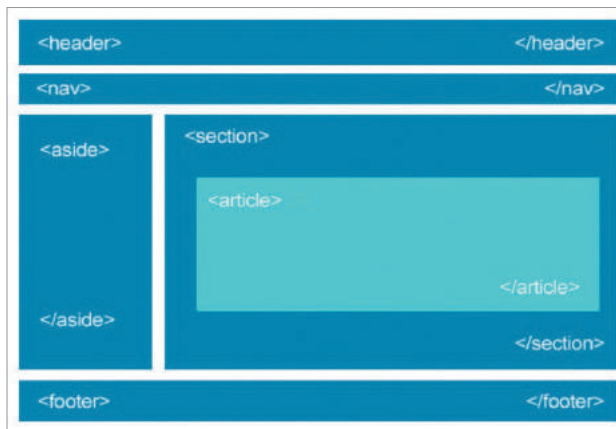 <header> </header>
<nav> </nav>
<aside>
</aside>
<section>
<article>
</article>
</section>
<footer> </footer>